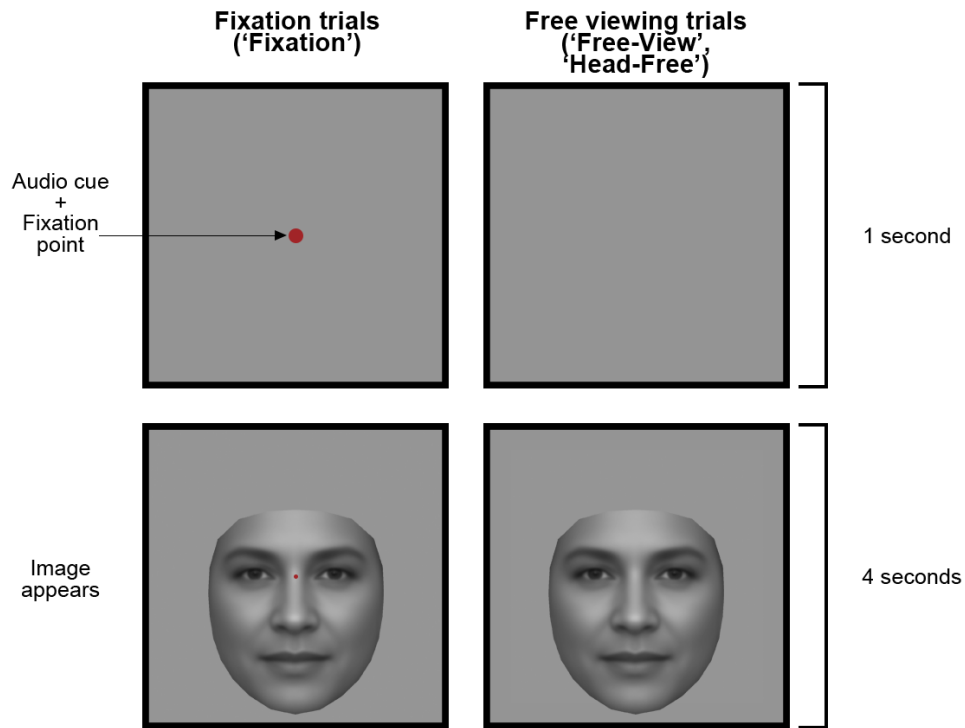 Fixation trials
(‘Fixation’)
Free viewing trials
(‘Free-View’,
‘Head-Free’)
Audio cue
+
Fixation
point
1 second
Image
appears
4 seconds